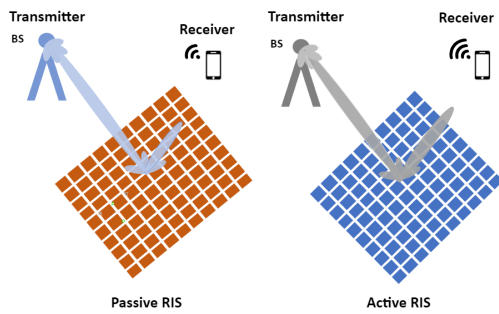 Transmitter
BS
Receiver
Passive RIS
Transmitter
BS
Receiver
Active RIS